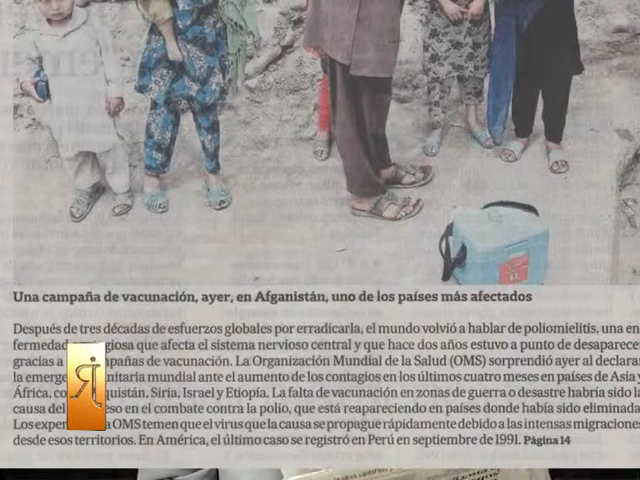 Una campaña de vacunación, ayer, en Afganistán, uno de los países más afectados
Después de tres décadas de esfuerzos globales por erradicarla, el mundo volvió a hablar de poliomielitis, una en
fermedad giosa que afecta el sistema nervioso central y que hace dos años estuvo a punto de desaparece
gracias a pañas de vacunación. La Organización Mundial de la Salud (OMS) sorprendió ayer al declarar
la emerge nitaria mundial ante el aumento de los contagios en los últimos cuatro meses en países de Asia y
África, co quistán, Siria, Israel y Etiopía. La falta de vacunación en zonas de guerra o desastre habría sido la
causa del eso en el combate contra la polio, que está reapareciendo en países donde había sido eliminada
Los exper a OMS temen que el virus que la causa se propague rápidamente debido a las intensas migraciones
desde esos territorios. En América, el último caso se registró en Perú en septiembre de 1991. Página 14